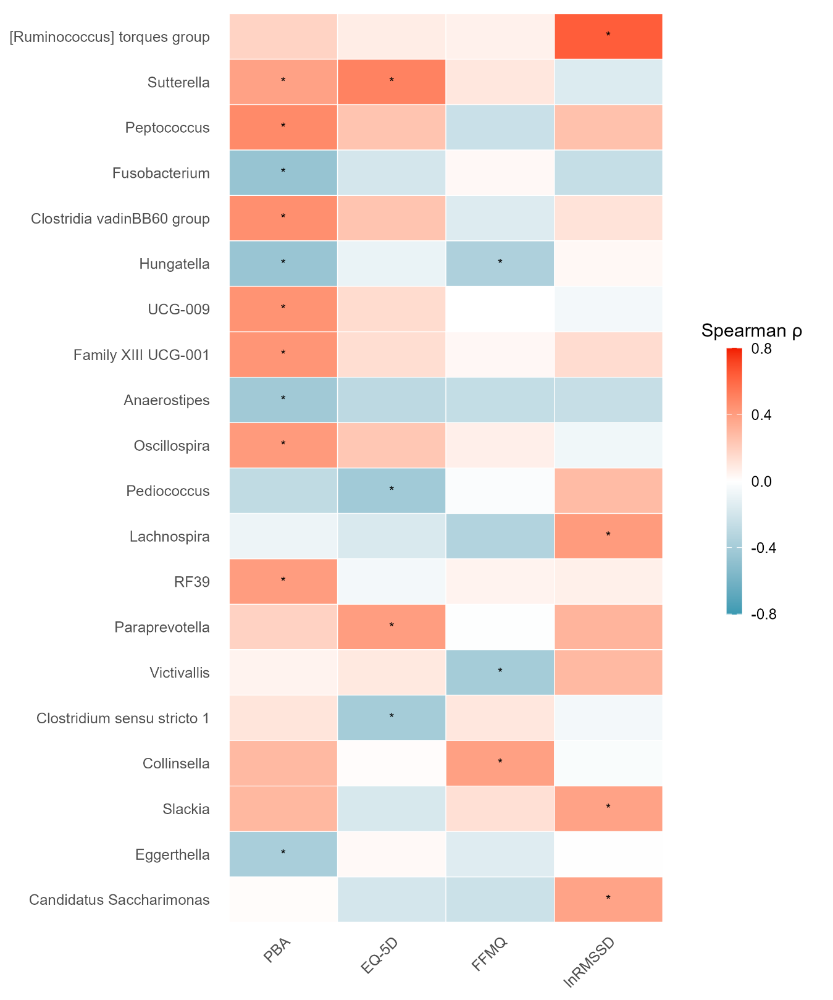 [Ruminococcus] torques group *
Sutterella * *
Peptococcus *
Fusobacterium *
Clostridia vadinBB60 group *
Hungatella * *
UCG-009 *
Family XIII UCG-001 *
Anaerostipes *
Oscillospira *
Pediococcus *
Lachnospira *
RF39 *
Paraprevotella *
Victivallis *
Clostridium sensu stricto 1 *
Collinsella *
Slackia *
Eggerthella *
Candidatus Saccharimonas *
PBA EQ-5D FFMQ lnRMSSD
Spearman ρ
0.8
0.4
0.0
-0.4
-0.8